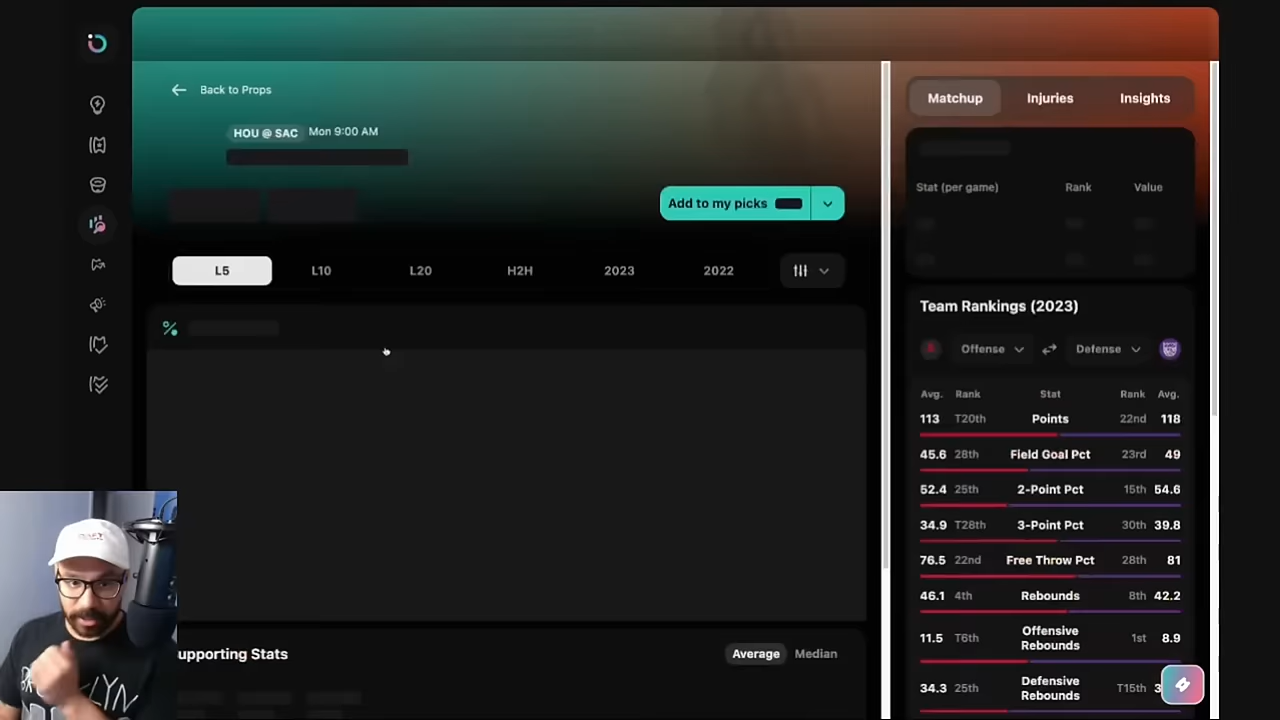 Back to Props
HOU @ SAC Mon 9:00 AM
Add to my picks
L5 L10 L20 H2H 2023 2022
Supporting Stats
Average Median
Matchup Injuries Insights
Stat (per game) Rank Value
Team Rankings (2023)
Offense Defense
Avg. Rank Stat Rank Avg.
113 T20th Points 22nd 118
45.6 28th Field Goal Pct 23rd 49
52.4 25th 2-Point Pct 15th 54.6
34.9 T28th 3-Point Pct 30th 39.8
76.5 22nd Free Throw Pct 28th 81
46.1 4th Rebounds 8th 42.2
11.5 T6th Offensive Rebounds 1st 8.9
34.3 25th Defensive Rebounds T15th